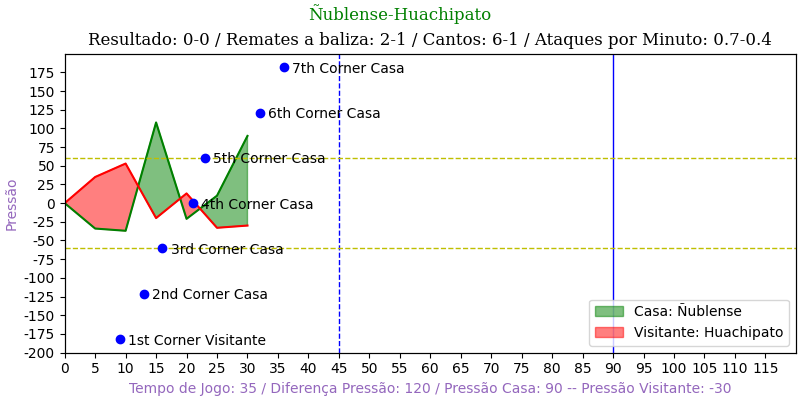 Ñublense-Huachipato
Resultado: 0-0 / Remates a baliza: 2-1 / Cantos: 6-1 / Ataques por Minuto: 0.7-0.4
Pressão
175
150
125
100
75
50
25
0
-25
-50
-75
-100
-125
-150
-175
-200
7th Corner Casa
6th Corner Casa
5th Corner Casa
4th Corner Casa
3rd Corner Casa
2nd Corner Casa
1st Corner Visitante
Casa: Ñublense
Visitante: Huachipato
0 5 10 15 20 25 30 35 40 45 50 55 60 65 70 75 80 85 90 95 100 105 110 115
Tempo de Jogo: 35 / Diferença Pressão: 120 / Pressão Casa: 90 -- Pressão Visitante: -30